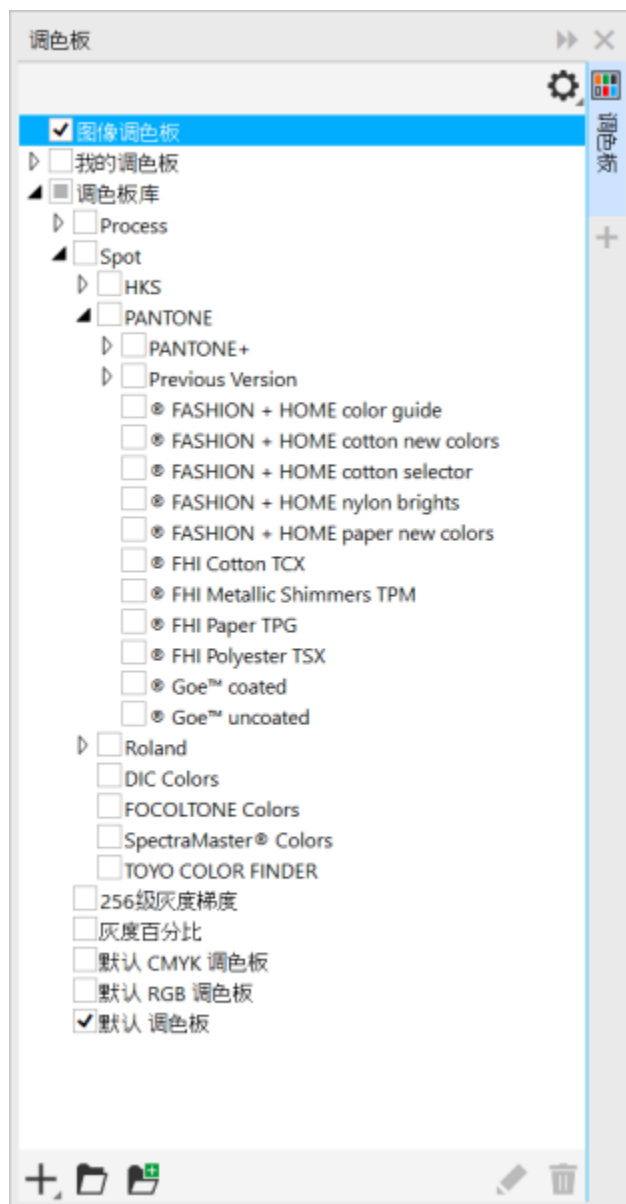 调色板
图像调色板
我的调色板
调色板库
Process
Spot
HKS
PANTONE
PANTONE+
Previous Version
® FASHION + HOME color guide
® FASHION + HOME cotton new colors
® FASHION + HOME cotton selector
® FASHION + HOME nylon brights
® FASHION + HOME paper new colors
® FHI Cotton TCX
® FHI Metallic Shimmers TPM
® FHI Paper TPG
® FHI Polyester TSX
® Goe™ coated
® Goe™ uncoated
Roland
DIC Colors
FOCOLTONE Colors
SpectraMaster® Colors
TOYO COLOR FINDER
256级灰度梯度
灰度百分比
默认 CMYK 调色板
默认 RGB 调色板
默认 调色板
调色板